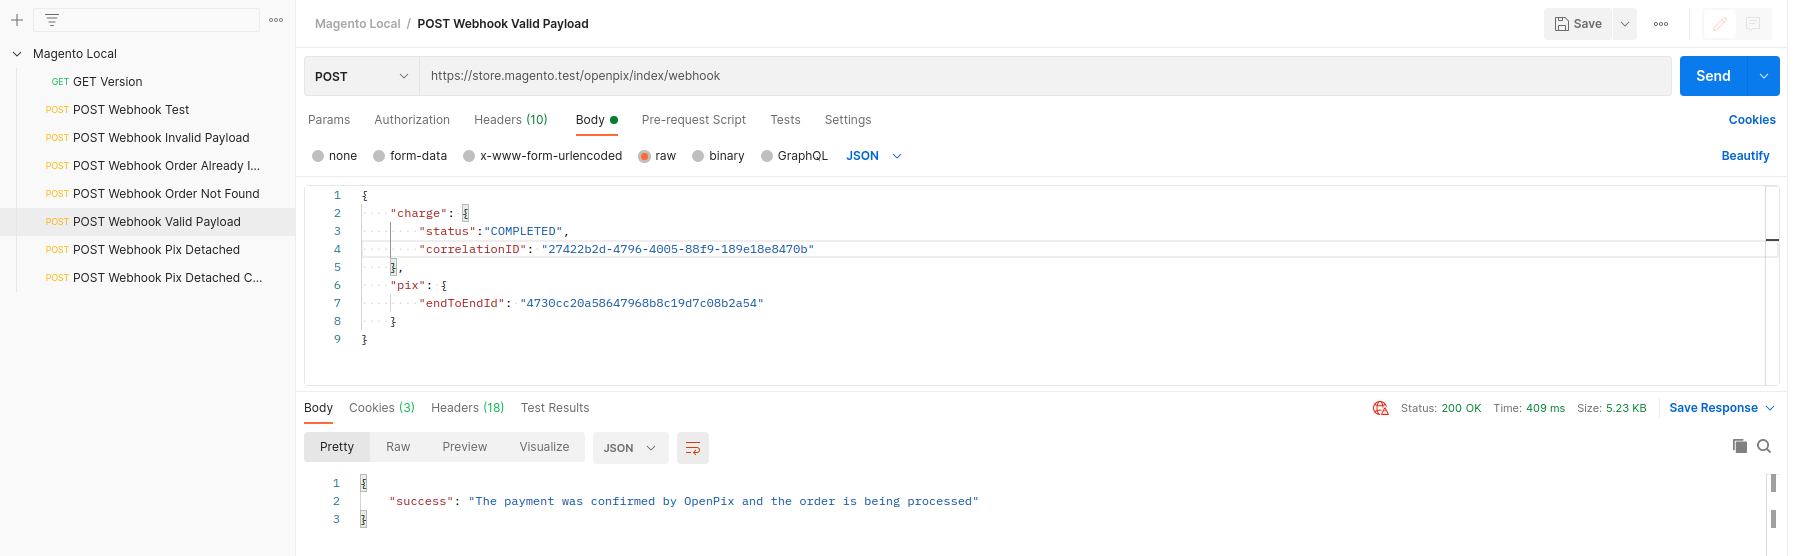 Magento Local
GET GET Version
POST POST Webhook Test
POST POST Webhook Invalid Payload
POST POST Webhook Order Already I...
POST POST Webhook Order Not Found
POST POST Webhook Valid Payload
POST POST Webhook Pix Detached
POST POST Webhook Pix Detached C...
Magento Local / POST Webhook Valid Payload
Save
POST https://store.magento.test/openpix/index/webhook Send
Params Authorization Headers (10) Body Pre-request Script Tests Settings Cookies
none form-data x-www-form-urlencoded raw binary GraphQL JSON Beautify
1 {
2 "charge": {
3 "status":"COMPLETED",
4 "correlationID": "27422b2d-4796-4005-88f9-189e18e8470b"
5 },
6 "pix": {
7 "endToEndId": "4730cc20a58647968b8c19d7c08b2a54"
8 }
9 }
Body Cookies (3) Headers (18) Test Results Status: 200 OK Time: 409 ms Size: 5.23 KB Save Response
Pretty Raw Preview Visualize JSON
1 {
2 "success": "The payment was confirmed by OpenPix and the order is being processed"
3 }